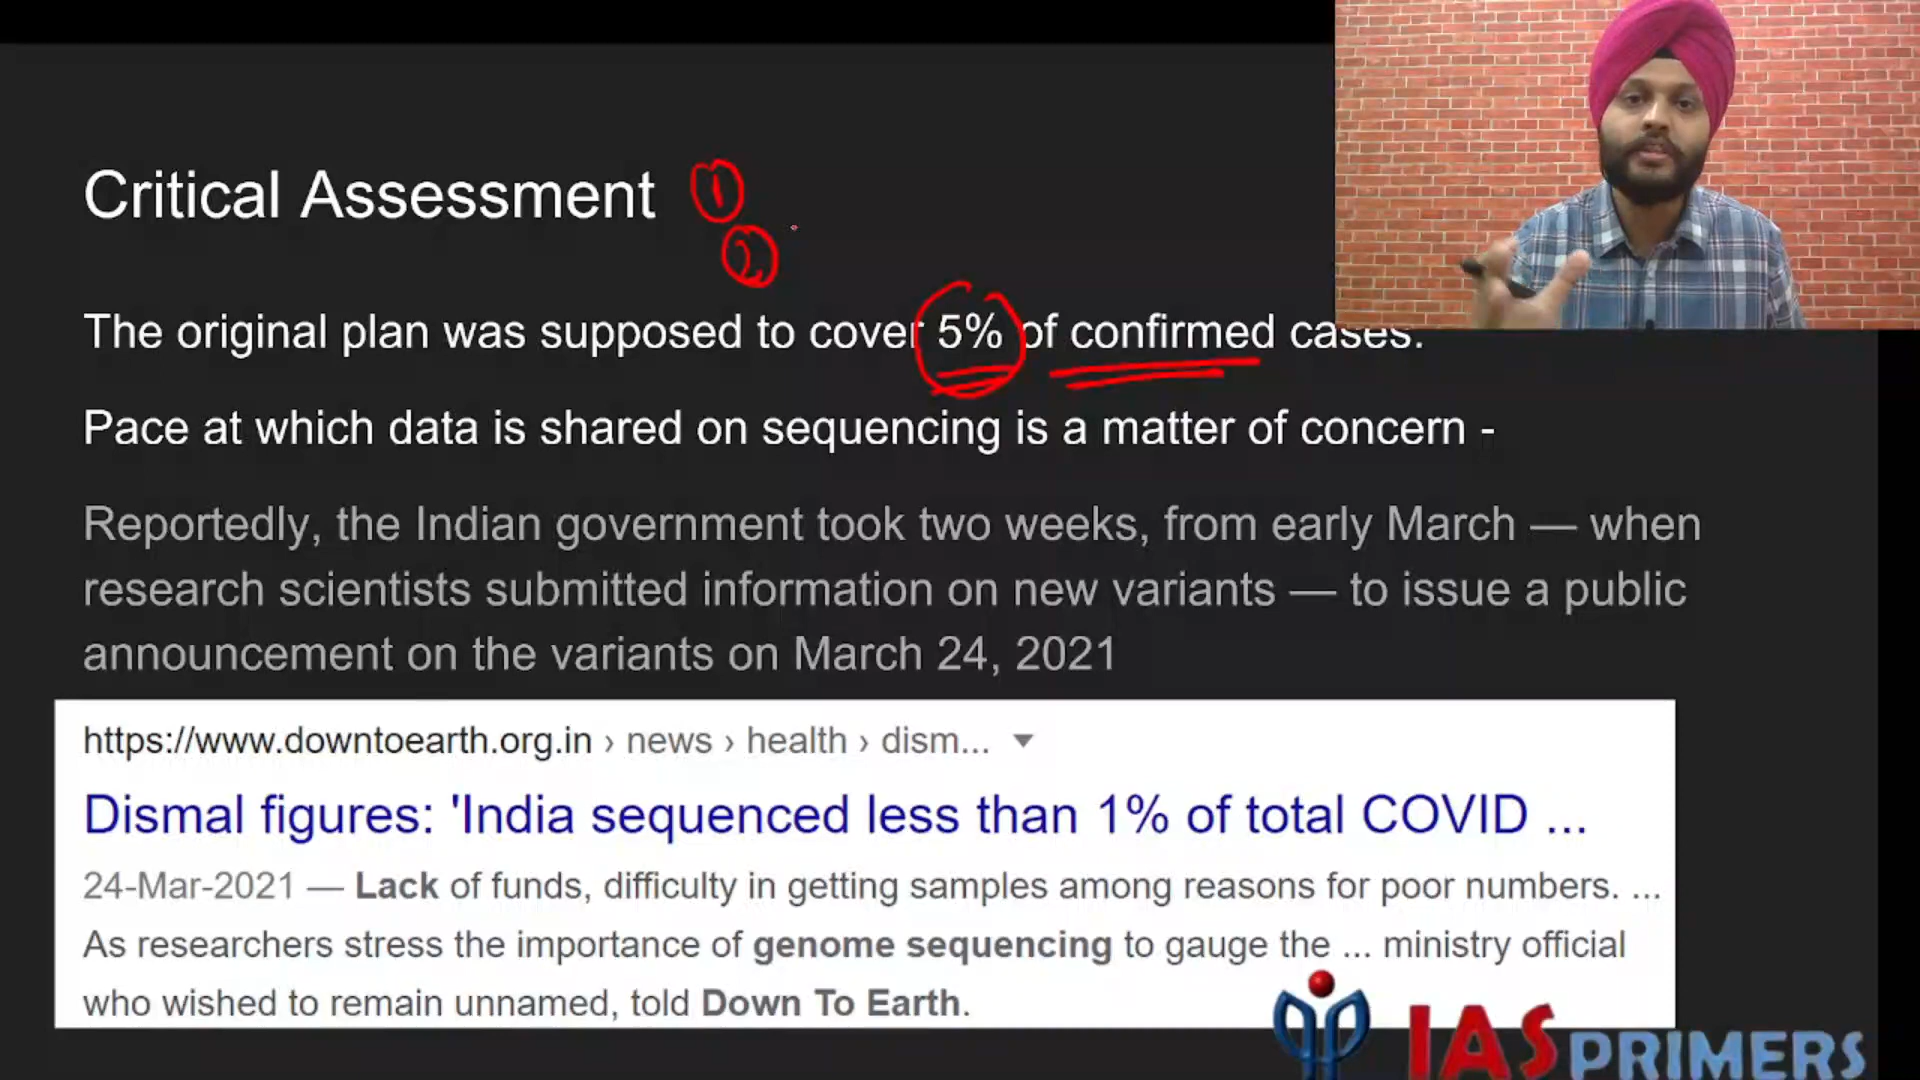 Critical Assessment 1
2
The original plan was supposed to cover 5% of confirmed cases.
Pace at which data is shared on sequencing is a matter of concern -
Reportedly, the Indian government took two weeks, from early March — when
research scientists submitted information on new variants — to issue a public
announcement on the variants on March 24, 2021
https://www.downtoearth.org.in › news › health › dism...
Dismal figures: 'India sequenced less than 1% of total COVID ...
24-Mar-2021 — Lack of funds, difficulty in getting samples among reasons for poor numbers. ...
As researchers stress the importance of genome sequencing to gauge the ... ministry official
who wished to remain unnamed, told Down To Earth.
IAS PRIMERS